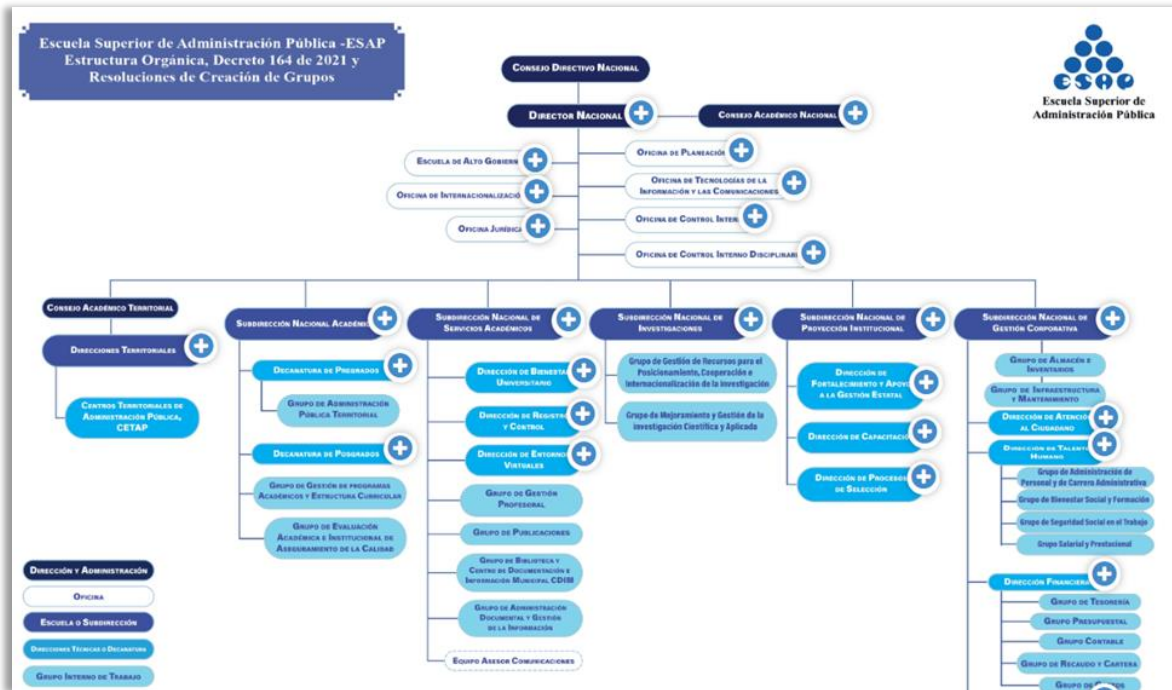 Escuela Superior de Administración Pública -ESAP
Estructura Orgánica, Decreto 164 de 2021 y
Resoluciones de Creación de Grupos
ESAP
Escuela Superior de
Administración Pública
CONSEJO DIRECTIVO NACIONAL
DIRECTOR NACIONAL
CONSEJO ACADÉMICO NACIONAL
ESCUELA DE ALTO GOBIERN
OFICINA DE PLANEACIÓN
OFICINA DE TECNOLOGÍAS DE LA
INFORMACIÓN Y LAS COMUNICACIONES
OFICINA DE INTERNACIONALIZACIÓ
OFICINA DE CONTROL INTER
OFICINA JURÍDICA
OFICINA DE CONTROL INTERNO DISCIPLINARI
CONSEJO ACADÉMICO TERRITORIAL
DIRECCIONES TERRITORIALES
CENTROS TERRITORIALES DE
ADMINISTRACIÓN PÚBLICA,
CETAP
SUBDIRECCIÓN NACIONAL ACADÉMIC
DECANATURA DE PREGRADOS
GRUPO DE ADMINISTRACIÓN
PÚBLICA TERRITORIAL
DECANATURA DE POSGRADOS
GRUPO DE GESTIÓN DE PROGRAMAS
ACADÉMICOS Y ESTRUCTURA CURRICULAR
GRUPO DE EVALUACIÓN
ACADÉMICA E INSTITUCIONAL DE
ASEGURAMIENTO DE LA CALIDAD
SUBDIRECCIÓN NACIONAL DE
SERVICIOS ACADÉMICOS
DIRECCIÓN DE BIENESTAR
UNIVERSITARIO
DIRECCIÓN DE REGISTRO
Y CONTROL
DIRECCIÓN DE ENTORNO
VIRTUALES
GRUPO DE GESTIÓN
PROFESORAL
GRUPO DE PUBLICACIONES
GRUPO DE BIBLIOTECA Y
CENTRO DE DOCUMENTACIÓN E
INFORMACIÓN MUNICIPAL CDIM
GRUPO DE ADMINISTRACIÓN
DOCUMENTAL Y GESTIÓN
DE LA INFORMACIÓN
EQUIPO ASESOR COMUNICACIONES
SUBDIRECCIÓN NACIONAL DE
INVESTIGACIONES
Grupo de Gestión de Recursos para el
Posicionamiento, Cooperación e
Internacionalización de la investigación
Grupo de Mejoramiento y Gestión de la
investigación Científica y Aplicada
SUBDIRECCIÓN NACIONAL DE
PROYECCIÓN INSTITUCIONAL
DIRECCIÓN DE
FORTALECIMIENTO Y APOYO
A LA GESTIÓN ESTATAL
DIRECCIÓN DE CAPACITACIÓ
DIRECCIÓN DE PROCESOS
DE SELECCIÓN
SUBDIRECCIÓN NACIONAL DE
GESTIÓN CORPORATIVA
GRUPO DE ALMACÉN E
INVENTARIOS
GRUPO DE INFRAESTRUCTURA
Y MANTENIMIENTO
DIRECCIÓN DE ATENCIÓ
AL CIUDADANO
DIRECCIÓN DE TALENTO
HUMANO
Grupo de Administración de
Personal y de Carrera Administrativa
Grupo de Bienestar Social y Formación
Grupo de Seguridad Social en el Trabajo
Grupo Salarial y Prestacional
DIRECCIÓN FINANCIERA
GRUPO DE TESORERÍA
GRUPO PRESUPUESTAL
GRUPO CONTABLE
GRUPO DE RECAUDO Y CARTERA
GRUPO DE
DIRECCIÓN Y ADMINISTRACIÓN
OFICINA
ESCUELA O SUBDIRECCIÓN
DIRECCIONES TÉCNICAS O DECANATURA
GRUPO INTERNO DE TRABAJO